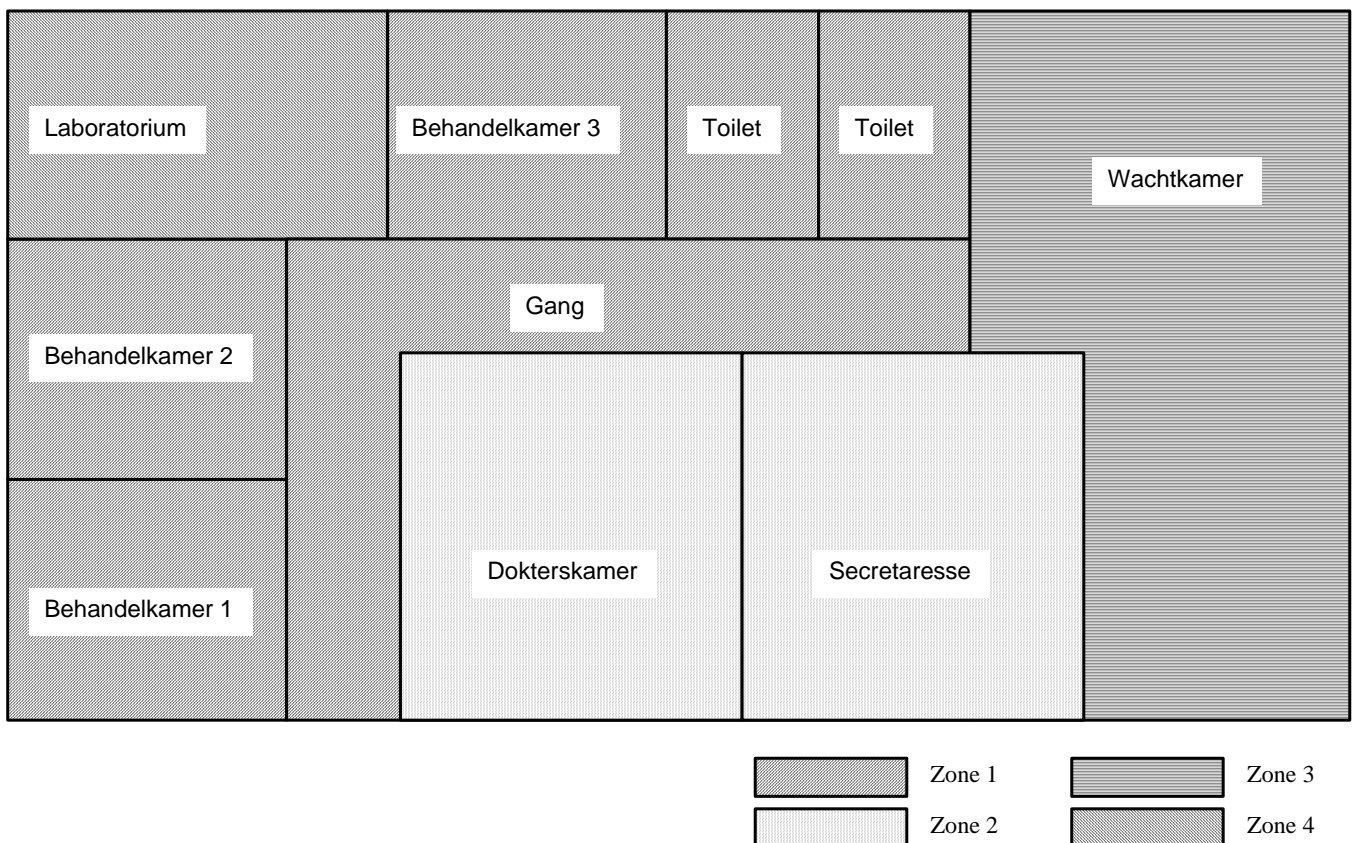 Laboratorium
Behandelkamer 3
Toilet
Toilet
Wachtkamer
Gang
Behandelkamer 2
Dokterskamer
Secretaresse
Behandelkamer 1
Zone 1
Zone 3
Zone 2
Zone 4